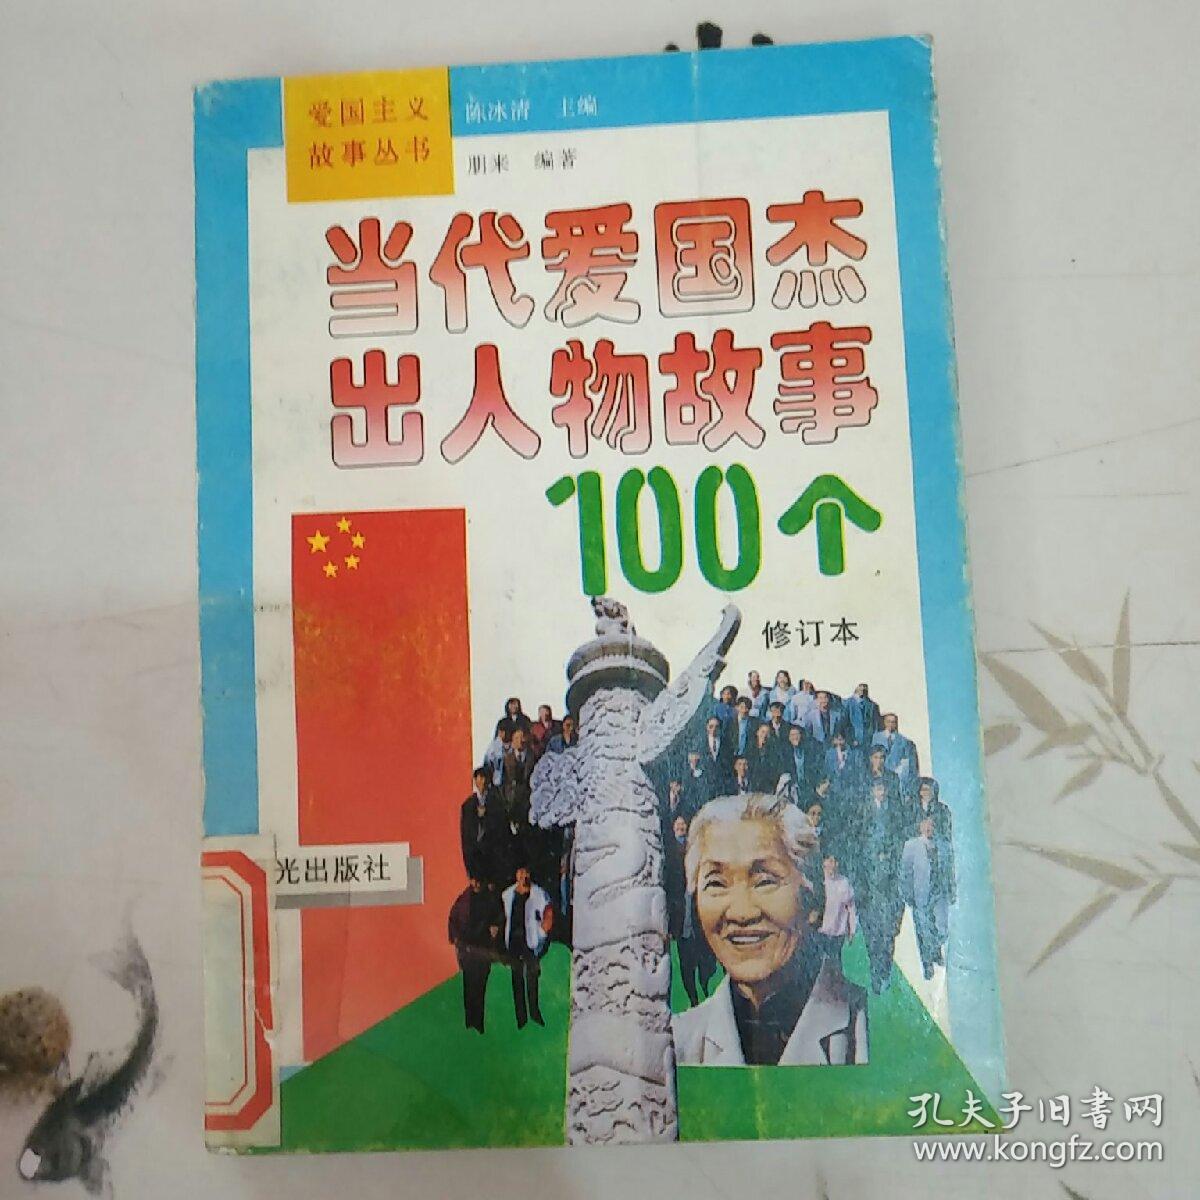 爱国主义
故事丛书
陈冰清 主编
朋来 编著
当代爱国杰
出人物故事
100个
修订本
光出版社
孔夫子旧书网
www.kongfz.com